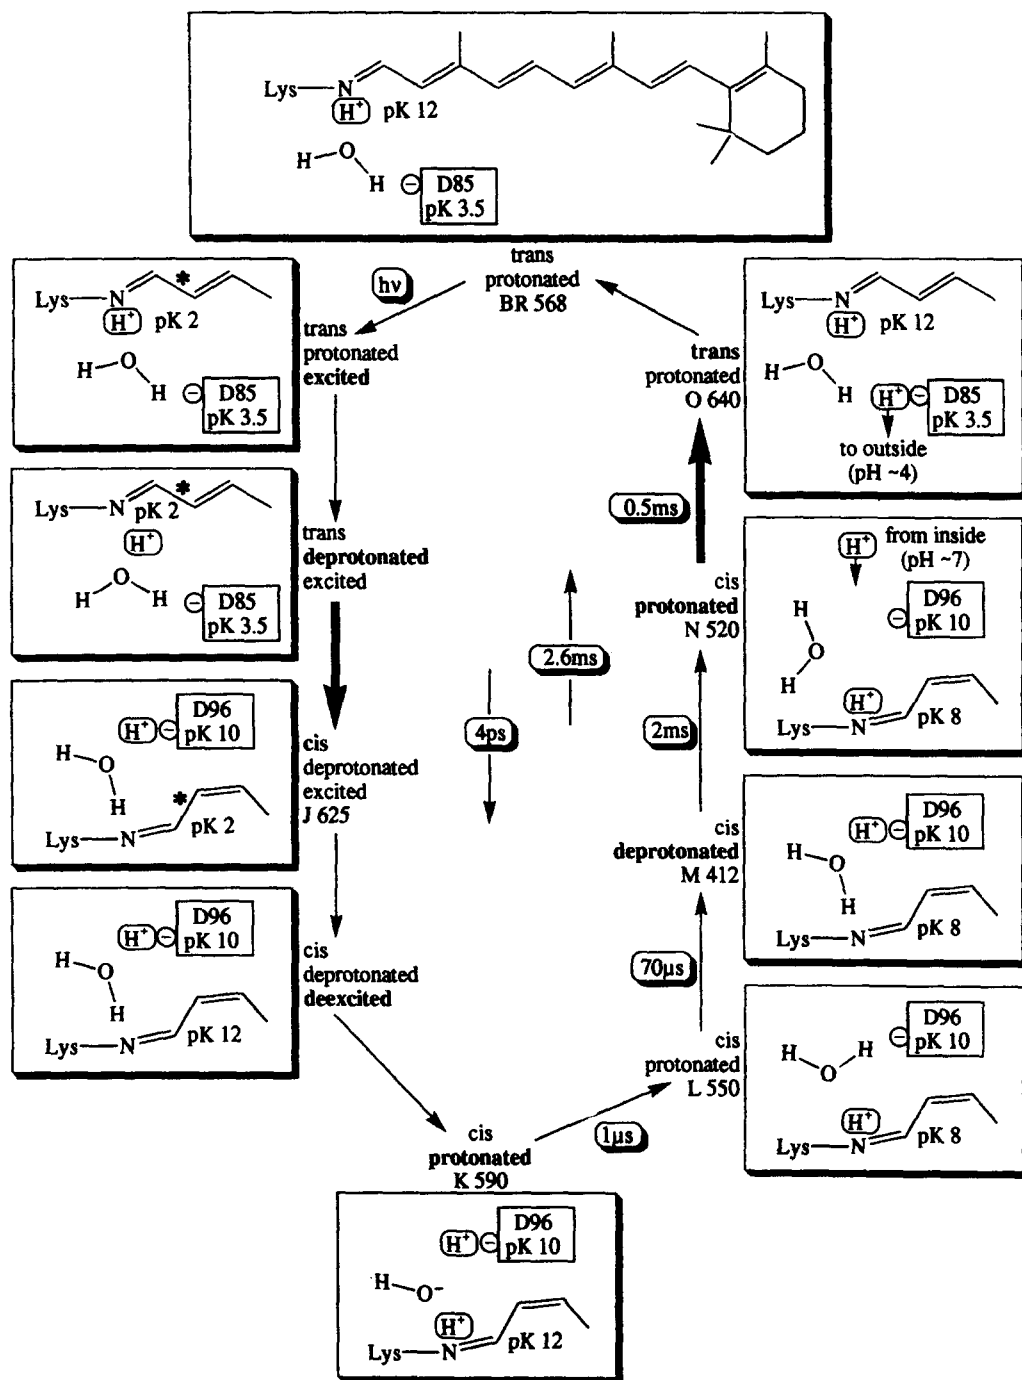 Lys
N
H⁺
pK 12
H
O
H
⊖
D85
pK 3.5
trans
protonated
BR 568
hν
Lys
N
*
H⁺
pK 2
H
O
H
⊖
D85
pK 3.5
trans
protonated
excited
Lys
N
*
pK 2
H⁺
H
O
H
⊖
D85
pK 3.5
trans
deprotonated
excited
D96
pK 10
H⁺
⊖
H
O
H
*
Lys
N
pK 2
cis
deprotonated
excited
J 625
D96
pK 10
H⁺
⊖
H
O
H
Lys
N
pK 12
cis
deprotonated
deexcited
4ps
2.6ms
cis
protonated
K 590
D96
pK 10
H⁺
⊖
H
O⁻
H⁺
Lys
N
pK 12
1μs
cis
protonated
L 550
D96
pK 10
⊖
H
O
H
H⁺
Lys
N
pK 8
70μs
cis
deprotonated
M 412
D96
pK 10
H⁺
⊖
H
O
H
Lys
N
pK 8
2ms
cis
protonated
N 520
H⁺
from inside
(pH ~7)
D96
pK 10
⊖
H
O
H
H⁺
Lys
N
pK 8
0.5ms
trans
protonated
O 640
Lys
N
H⁺
pK 12
H
O
H
H⁺
⊖
D85
pK 3.5
to outside
(pH ~4)